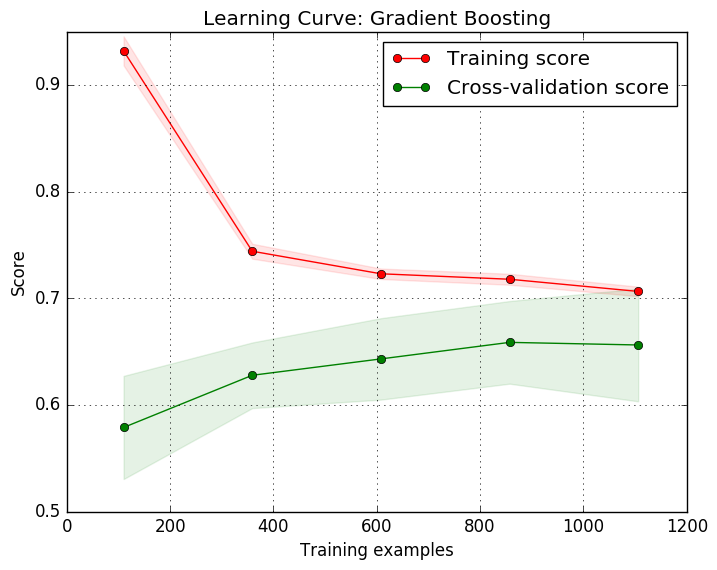 Learning Curve: Gradient Boosting
Training score
Cross-validation score
Score
0.9
0.8
0.7
0.6
0.5
0 200 400 600 800 1000 1200
Training examples